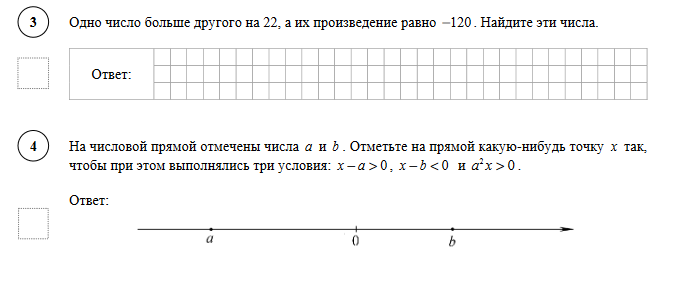 3 Одно число больше другого на 22, а их произведение равно −120. Найдите эти числа.
Ответ:
4 На числовой прямой отмечены числа a и b. Отметьте на прямой какую-нибудь точку x так,
чтобы при этом выполнялись три условия: x − a > 0, x − b < 0 и a²x > 0.
Ответ:
a 0 b